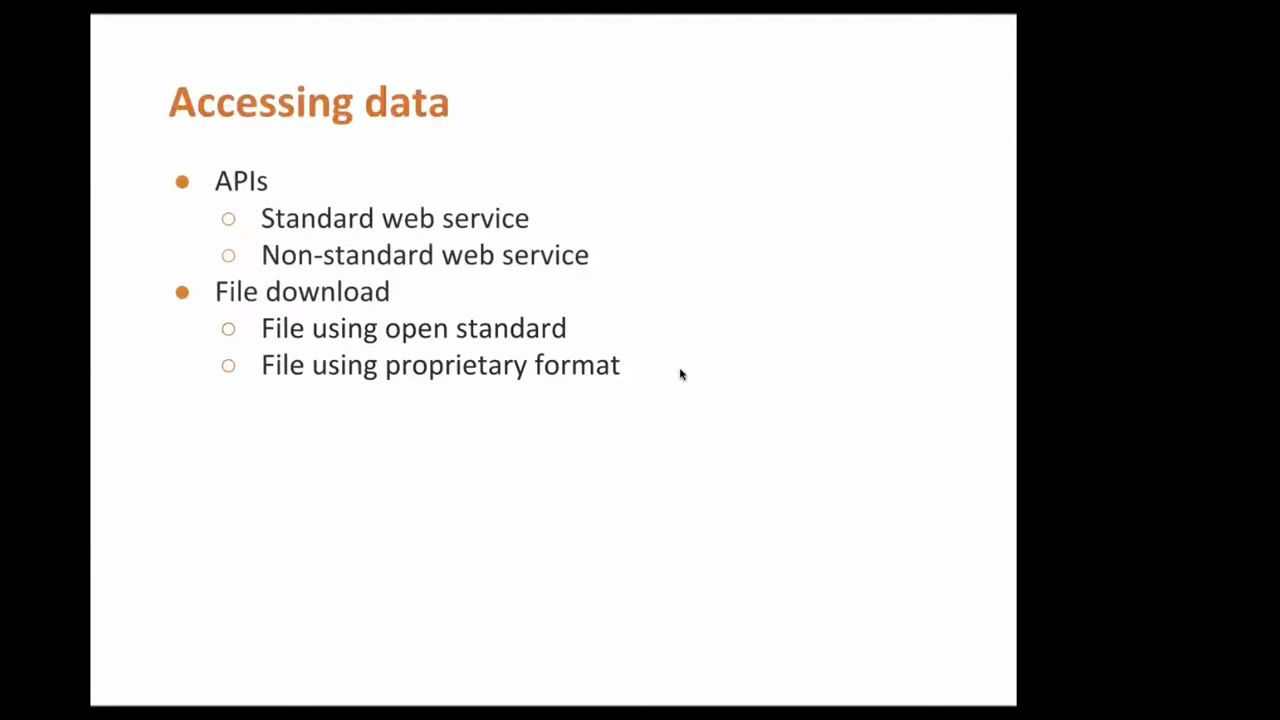 Accessing data
APIs
Standard web service
Non-standard web service
File download
File using open standard
File using proprietary format